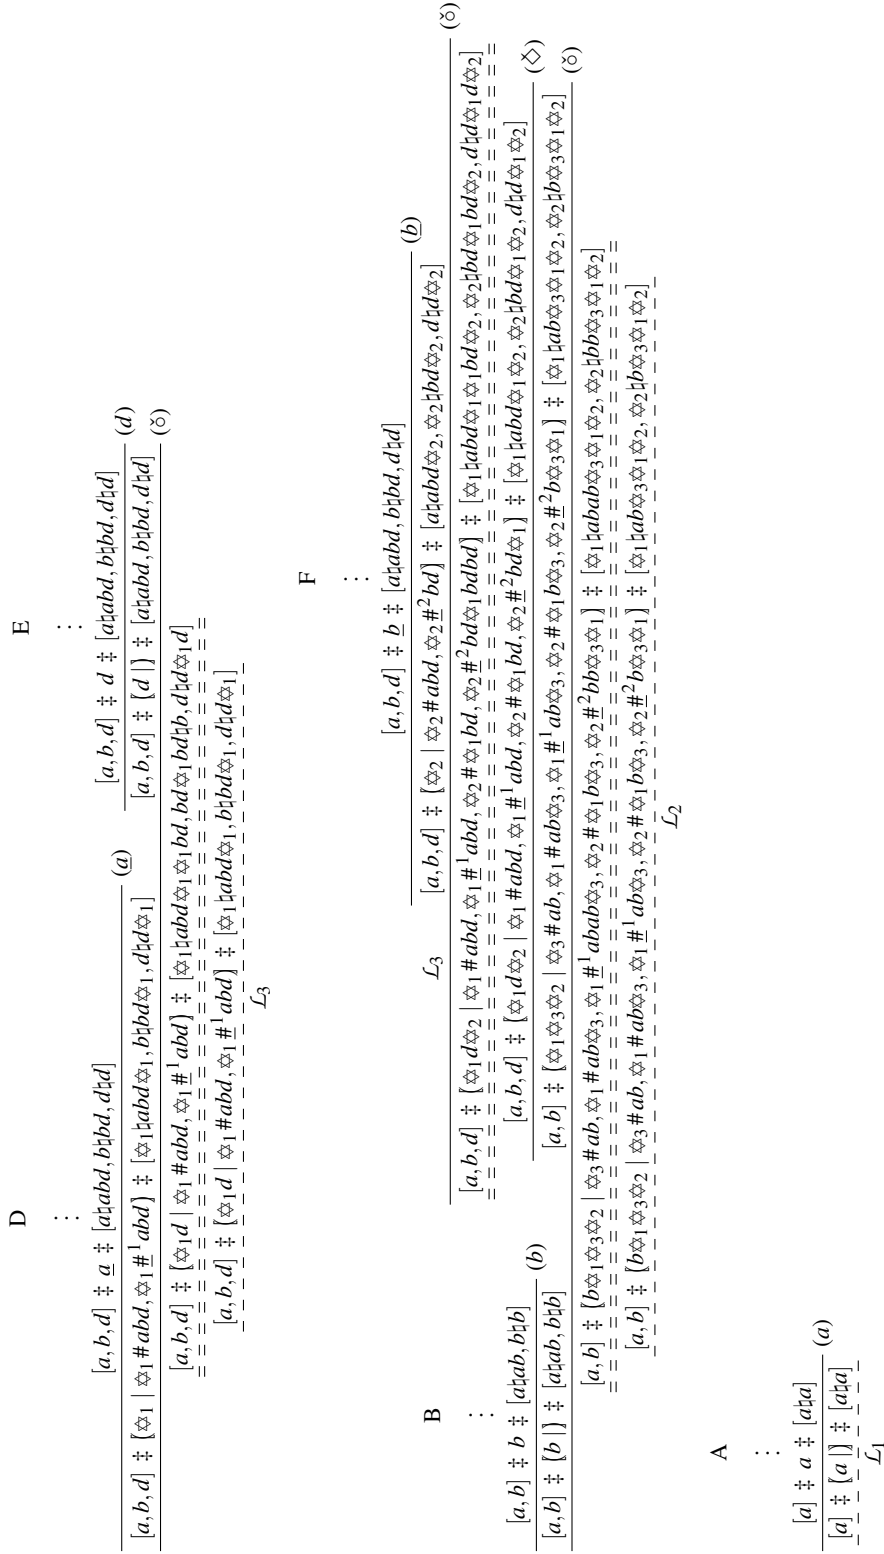 D
⋮
[a,b,d] ‡ <u>a</u> ‡ [a♮abd, b♮bd, d♮d]
(<u>a</u>)
[a,b,d] ‡ ⦗✡₁ | ✡₁#abd, ✡₁<u>#</u>¹abd⦘ ‡ [✡₁♮abd✡₁, b♮bd✡₁, d♮d✡₁]
E
⋮
[a,b,d] ‡ d ‡ [a♮abd, b♮bd, d♮d]
(d)
[a,b,d] ‡ ⦗d |⦘ ‡ [a♮abd, b♮bd, d♮d]
(ǒ)
[a,b,d] ‡ ⦗✡₁d | ✡₁#abd, ✡₁<u>#</u>¹abd⦘ ‡ [✡₁♮abd✡₁✡₁bd, bd✡₁bd♮b, d♮d✡₁d]
[a,b,d] ‡ ⦗✡₁d | ✡₁#abd, ✡₁<u>#</u>¹abd⦘ ‡ [✡₁♮abd✡₁, b♮bd✡₁, d♮d✡₁]
ℒ₃
F
⋮
[a,b,d] ‡ <u>b</u> ‡ [a♮abd, b♮bd, d♮d]
(<u>b</u>)
ℒ₃
[a,b,d] ‡ ⦗✡₂ | ✡₂#abd, ✡₂<u>#</u>²bd⦘ ‡ [a♮abd✡₂, ✡₂♮bd✡₂, d♮d✡₂]
(ǒ)
[a,b,d] ‡ ⦗✡₁d✡₂ | ✡₁#abd, ✡₁<u>#</u>¹abd, ✡₂#✡₁bd, ✡₂<u>#</u>²bd✡₁bdbd⦘ ‡ [✡₁♮abd✡₁✡₁bd✡₂, ✡₂♮bd✡₁bd✡₂, d♮d✡₁d✡₂]
[a,b,d] ‡ ⦗✡₁d✡₂ | ✡₁#abd, ✡₁<u>#</u>¹abd, ✡₂#✡₁bd, ✡₂<u>#</u>²bd✡₁⦘ ‡ [✡₁♮abd✡₁✡₂, ✡₂♮bd✡₁✡₂, d♮d✡₁✡₂]
(◇̌)
B
⋮
[a,b] ‡ b ‡ [a♮ab, b♮b]
(b)
[a,b] ‡ ⦗b |⦘ ‡ [a♮ab, b♮b]
[a,b] ‡ ⦗✡₁✡₃✡₂ | ✡₃#ab, ✡₁#ab✡₃, ✡₁<u>#</u>¹ab✡₃, ✡₂#✡₁b✡₃, ✡₂<u>#</u>²b✡₃✡₁⦘ ‡ [✡₁♮ab✡₃✡₁✡₂, ✡₂♮b✡₃✡₁✡₂]
(ǒ)
[a,b] ‡ ⦗b✡₁✡₃✡₂ | ✡₃#ab, ✡₁#ab✡₃, ✡₁<u>#</u>¹abab✡₃, ✡₂#✡₁b✡₃, ✡₂<u>#</u>²bb✡₃✡₁⦘ ‡ [✡₁♮abab✡₃✡₁✡₂, ✡₂♮bb✡₃✡₁✡₂]
[a,b] ‡ ⦗b✡₁✡₃✡₂ | ✡₃#ab, ✡₁#ab✡₃, ✡₁<u>#</u>¹ab✡₃, ✡₂#✡₁b✡₃, ✡₂<u>#</u>²b✡₃✡₁⦘ ‡ [✡₁♮ab✡₃✡₁✡₂, ✡₂♮b✡₃✡₁✡₂]
ℒ₂
A
⋮
[a] ‡ a ‡ [a♮a]
(a)
[a] ‡ ⦗a |⦘ ‡ [a♮a]
ℒ₁